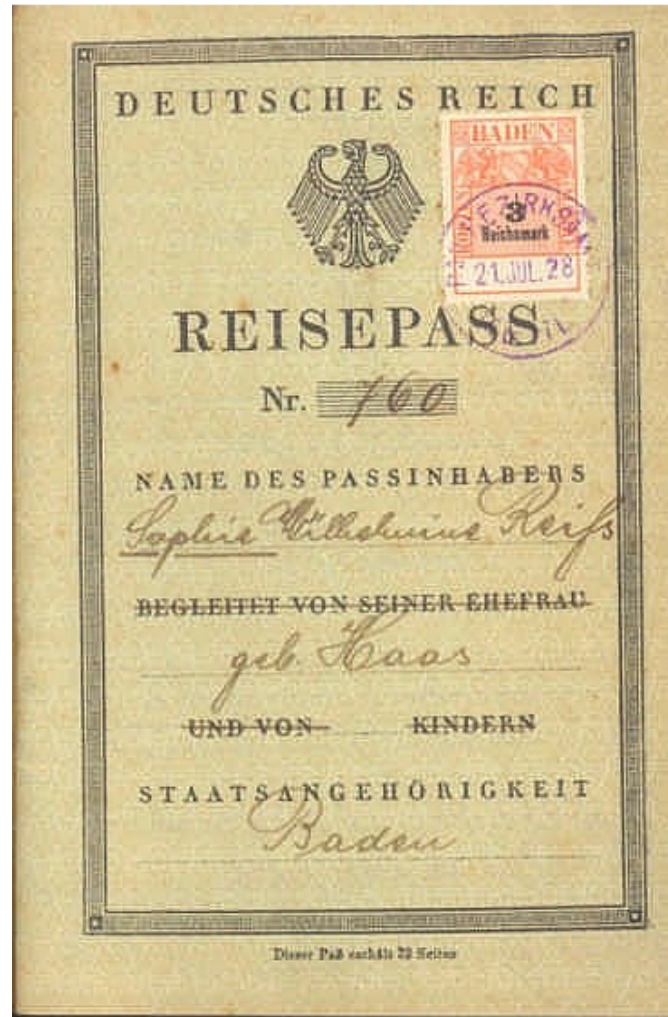 DEUTSCHES REICH
BADEN
3
Reichsmark
21.JUL.28
REISEPASS
Nr. 760
NAME DES PASSINHABERS
Sophie Wilhelmine Reiß
BEGLEITET VON SEINER EHEFRAU
geb. Haas
UND VON KINDERN
STAATSANGEHÖRIGKEIT
Baden
Dieser Paß enthält 32 Seiten